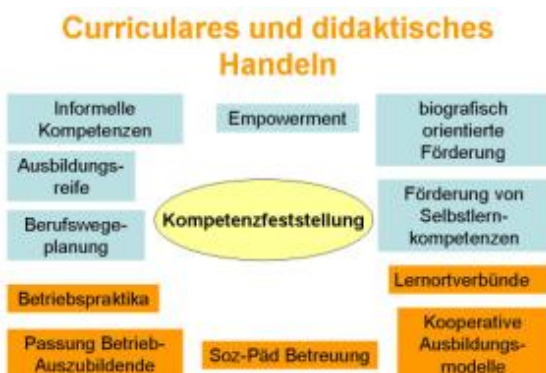 Curriculares und didaktisches
Handeln
Informelle
Kompetenzen
Empowerment
biografisch
orientierte
Förderung
Ausbildungs-
reife
Berufswege-
planung
Kompetenzfeststellung
Förderung von
Selbstlern-
kompetenzen
Betriebspraktika
Lernortverbünde
Passung Betrieb-
Auszubildende
Soz-Päd Betreuung
Kooperative
Ausbildungs-
modelle